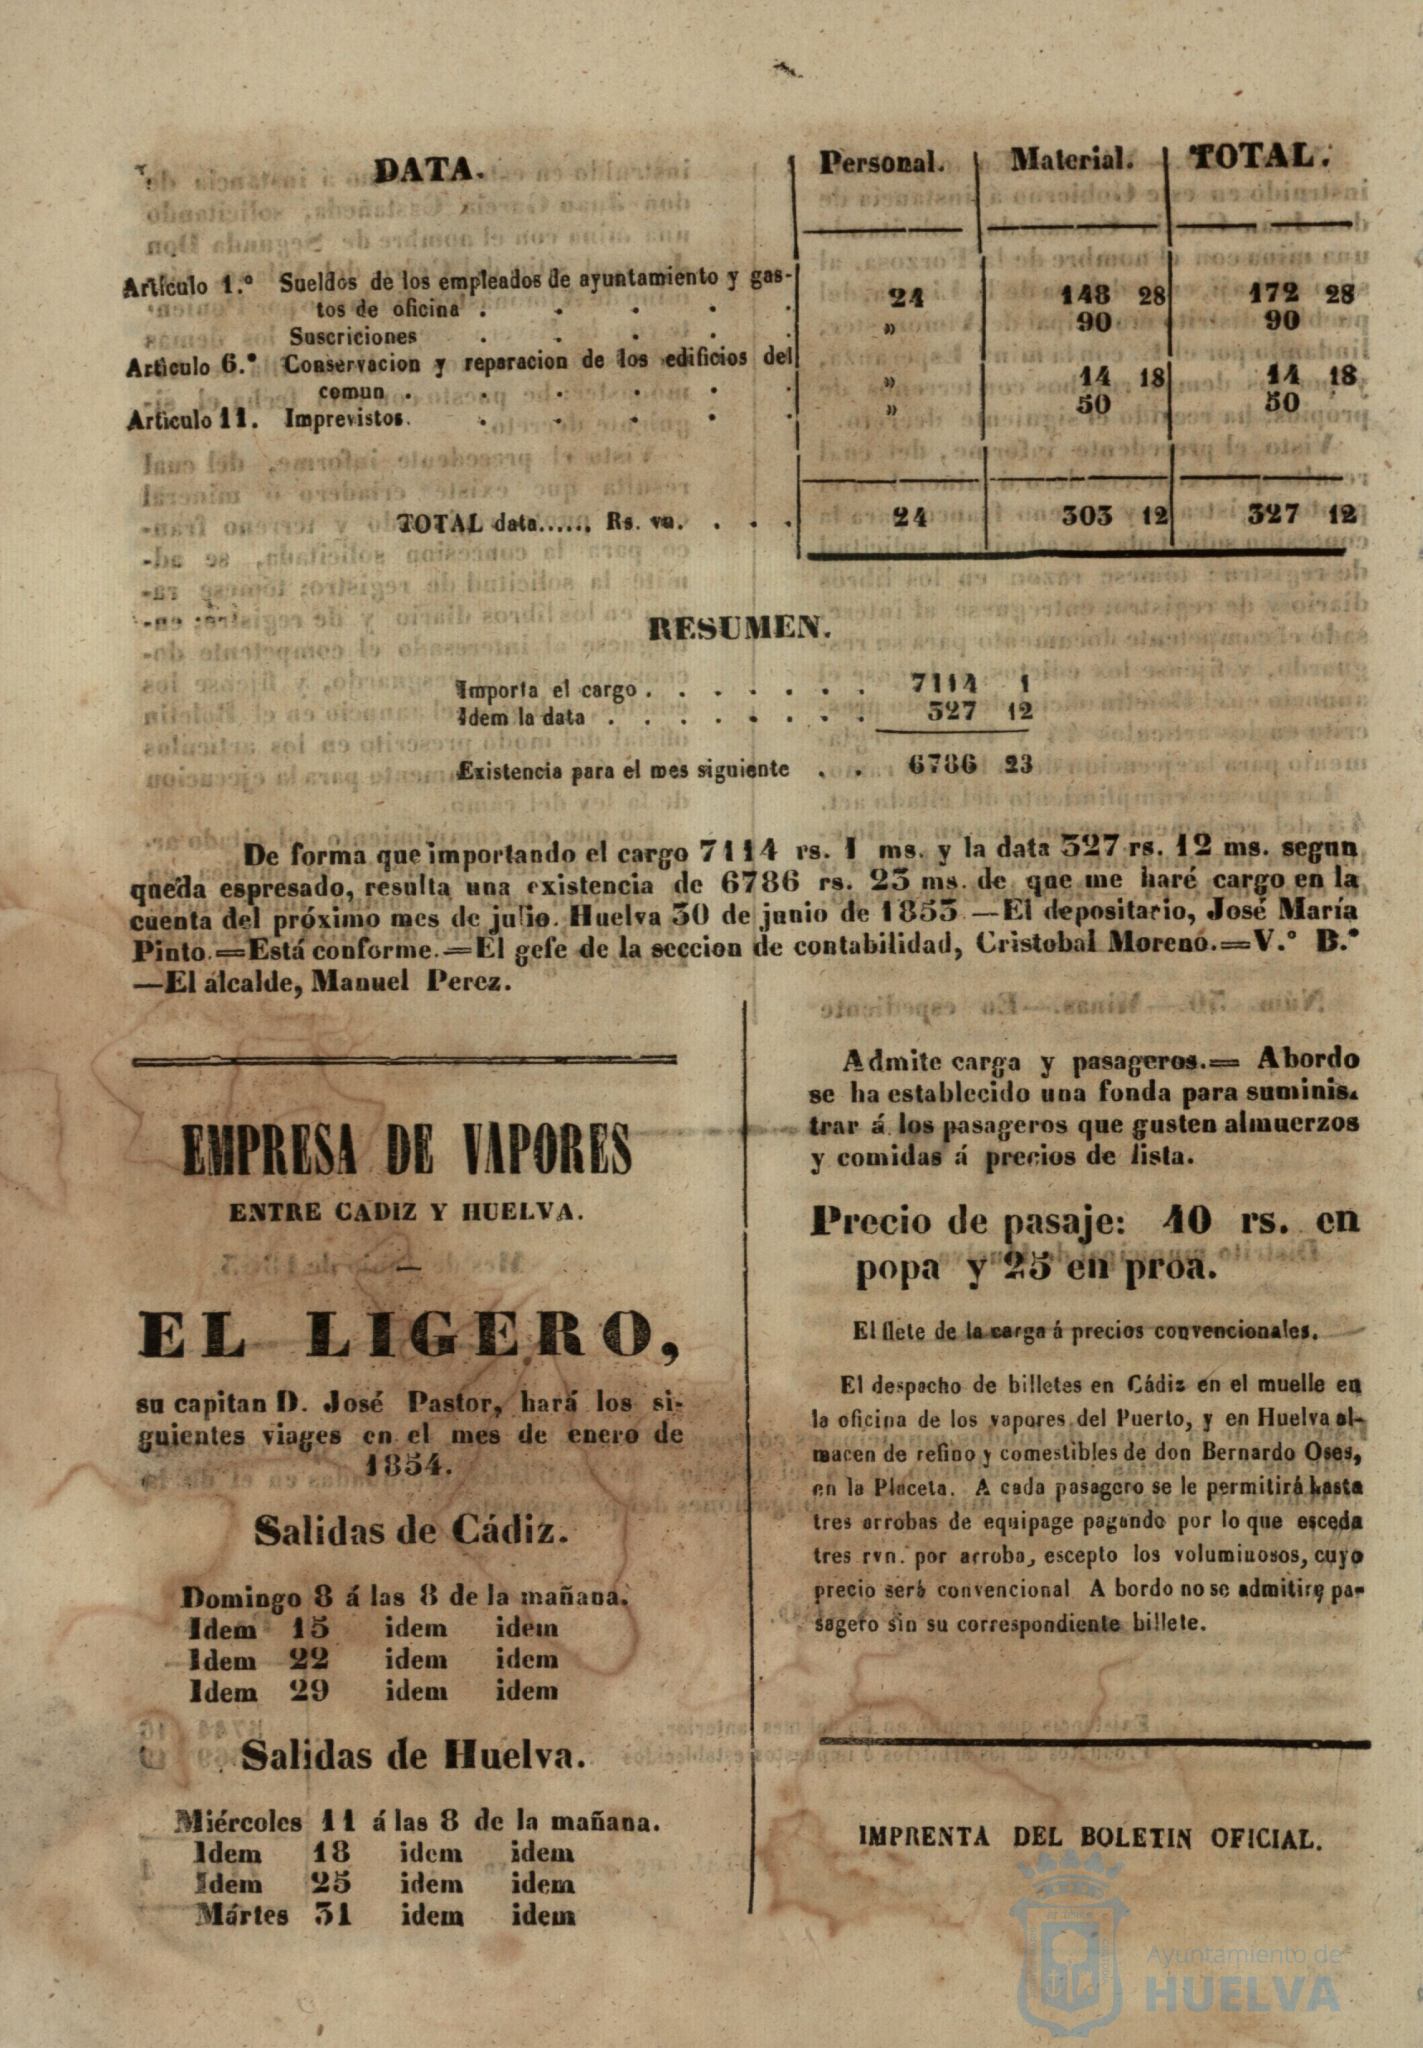 DATA. Personal. Material. TOTAL.
Artículo 1.º Sueldos de los empleados de ayuntamiento y gas-
tos de oficina . . . . . 24 148 28 172 28
Suscriciones . . . . . » 90 90
Artículo 6.º Conservacion y reparacion de los edificios del
comun . . . . . . » 14 18 14 18
Artículo 11. Imprevistos. . . . . . » 50 50
TOTAL data...... Rs. vn. . . . 24 303 12 327 12
RESUMEN.
Importa el cargo . . . . . . . 7114 1
Idem la data . . . . . . . . 327 12
Existencia para el mes siguiente . . 6786 23
De forma que importando el cargo 7114 rs. 1 ms. y la data 327 rs. 12 ms. segun
queda espresado, resulta una existencia de 6786 rs. 23 ms. de que me haré cargo en la
cuenta del próximo mes de julio. Huelva 30 de junio de 1853.—El depositario, José María
Pinto.=Está conforme.=El gefe de la seccion de contabilidad, Cristobal Moreno.=V.º B.º
—El alcalde, Manuel Perez.
EMPRESA DE VAPORES
ENTRE CADIZ Y HUELVA.
EL LIGERO,
su capitan D. José Pastor, hará los si-
guientes viages en el mes de enero de
1854.
Salidas de Cádiz.
Domingo 8 á las 8 de la mañana.
Idem 15 idem idem
Idem 22 idem idem
Idem 29 idem idem
Salidas de Huelva.
Miércoles 11 á las 8 de la mañana.
Idem 18 idem idem
Idem 25 idem idem
Mártes 31 idem idem
Admite carga y pasageros.= Abordo
se ha establecido una fonda para suminis-
trar á los pasageros que gusten almuerzos
y comidas á precios de lista.
Precio de pasaje: 40 rs. en
popa y 25 en proa.
El flete de la carga á precios convencionales.
El despacho de billetes en Cádiz en el muelle en
la oficina de los vapores del Puerto, y en Huelva al-
macen de refino y comestibles de don Bernardo Oses,
en la Placeta. A cada pasagero se le permitirá hasta
tres arrobas de equipage pagando por lo que esceda
tres rvn. por arroba, escepto los voluminosos, cuyo
precio será convencional A bordo no se admitirá pa-
sagero sin su correspondiente billete.
IMPRENTA DEL BOLETIN OFICIAL.
Ayuntamiento de
HUELVA